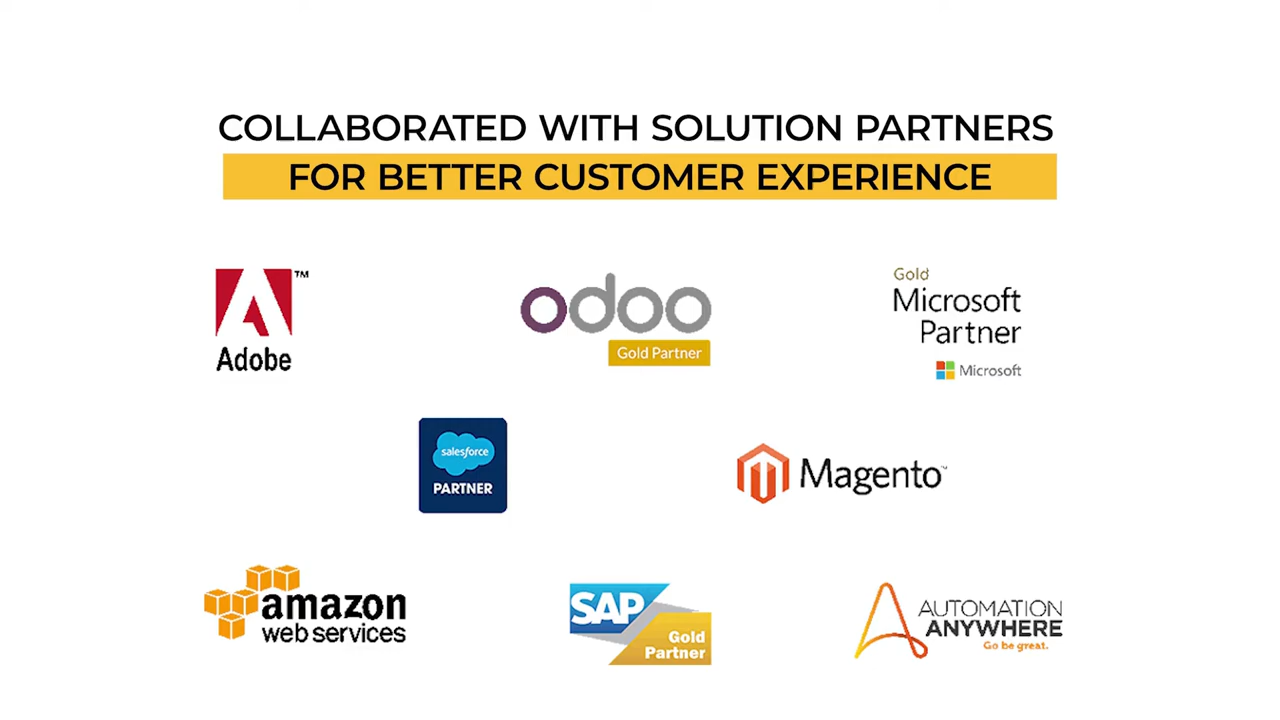 COLLABORATED WITH SOLUTION PARTNERS
FOR BETTER CUSTOMER EXPERIENCE
TM
Adobe
odoo
Gold Partner
Gold
Microsoft
Partner
Microsoft
salesforce
PARTNER
Magento
amazon
web services
SAP
Gold
Partner
AUTOMATION
ANYWHERE
Go be great.